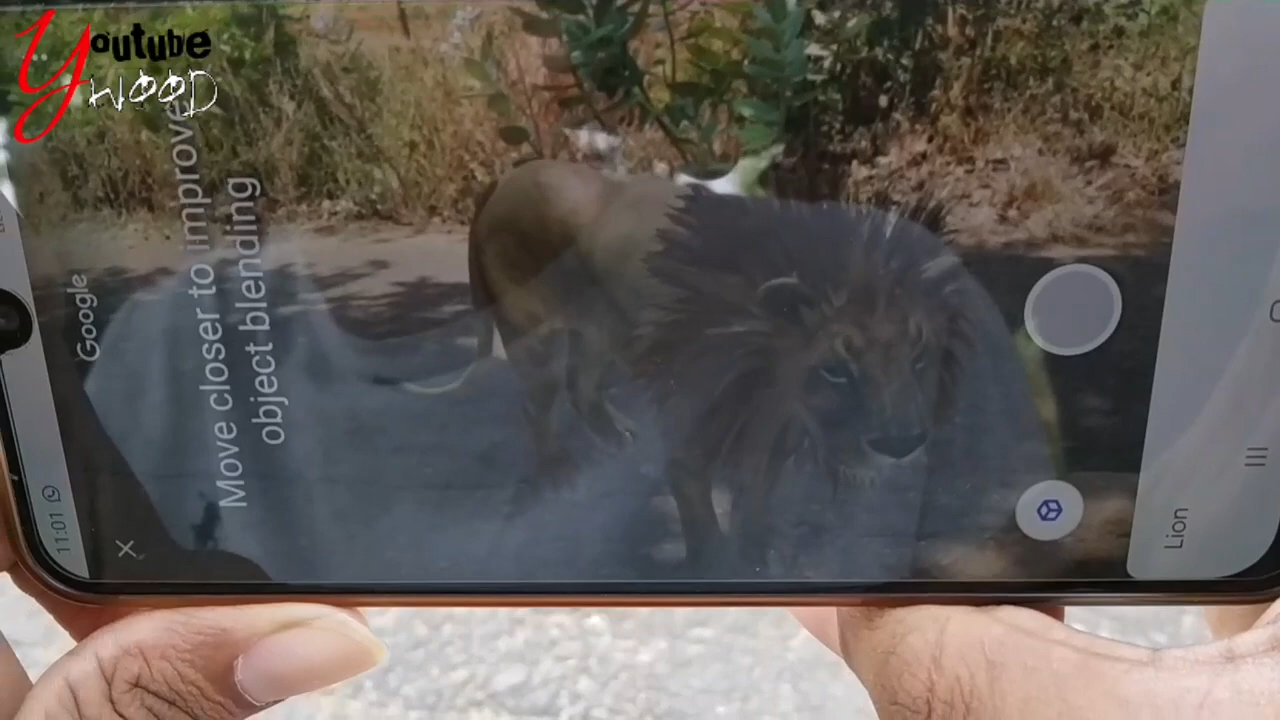 Youtube
WOOD
Move closer to improve
object blending
Google
11:01
Lion